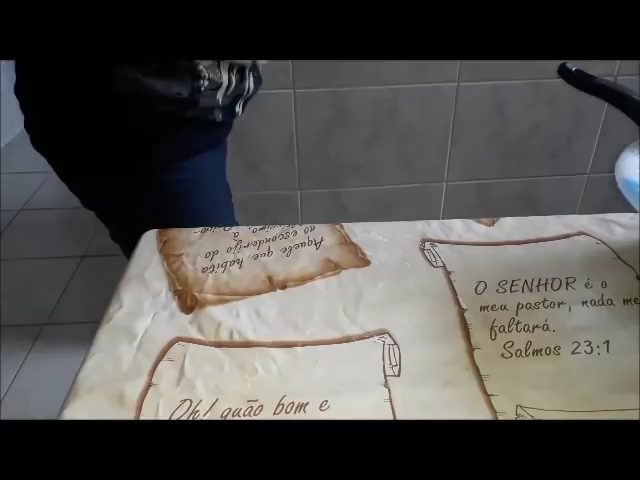 Aquele que habita
no esconderijo do
O SENHOR é o
meu pastor, nada me
faltará.
Salmos 23:1
Oh! quão bom e